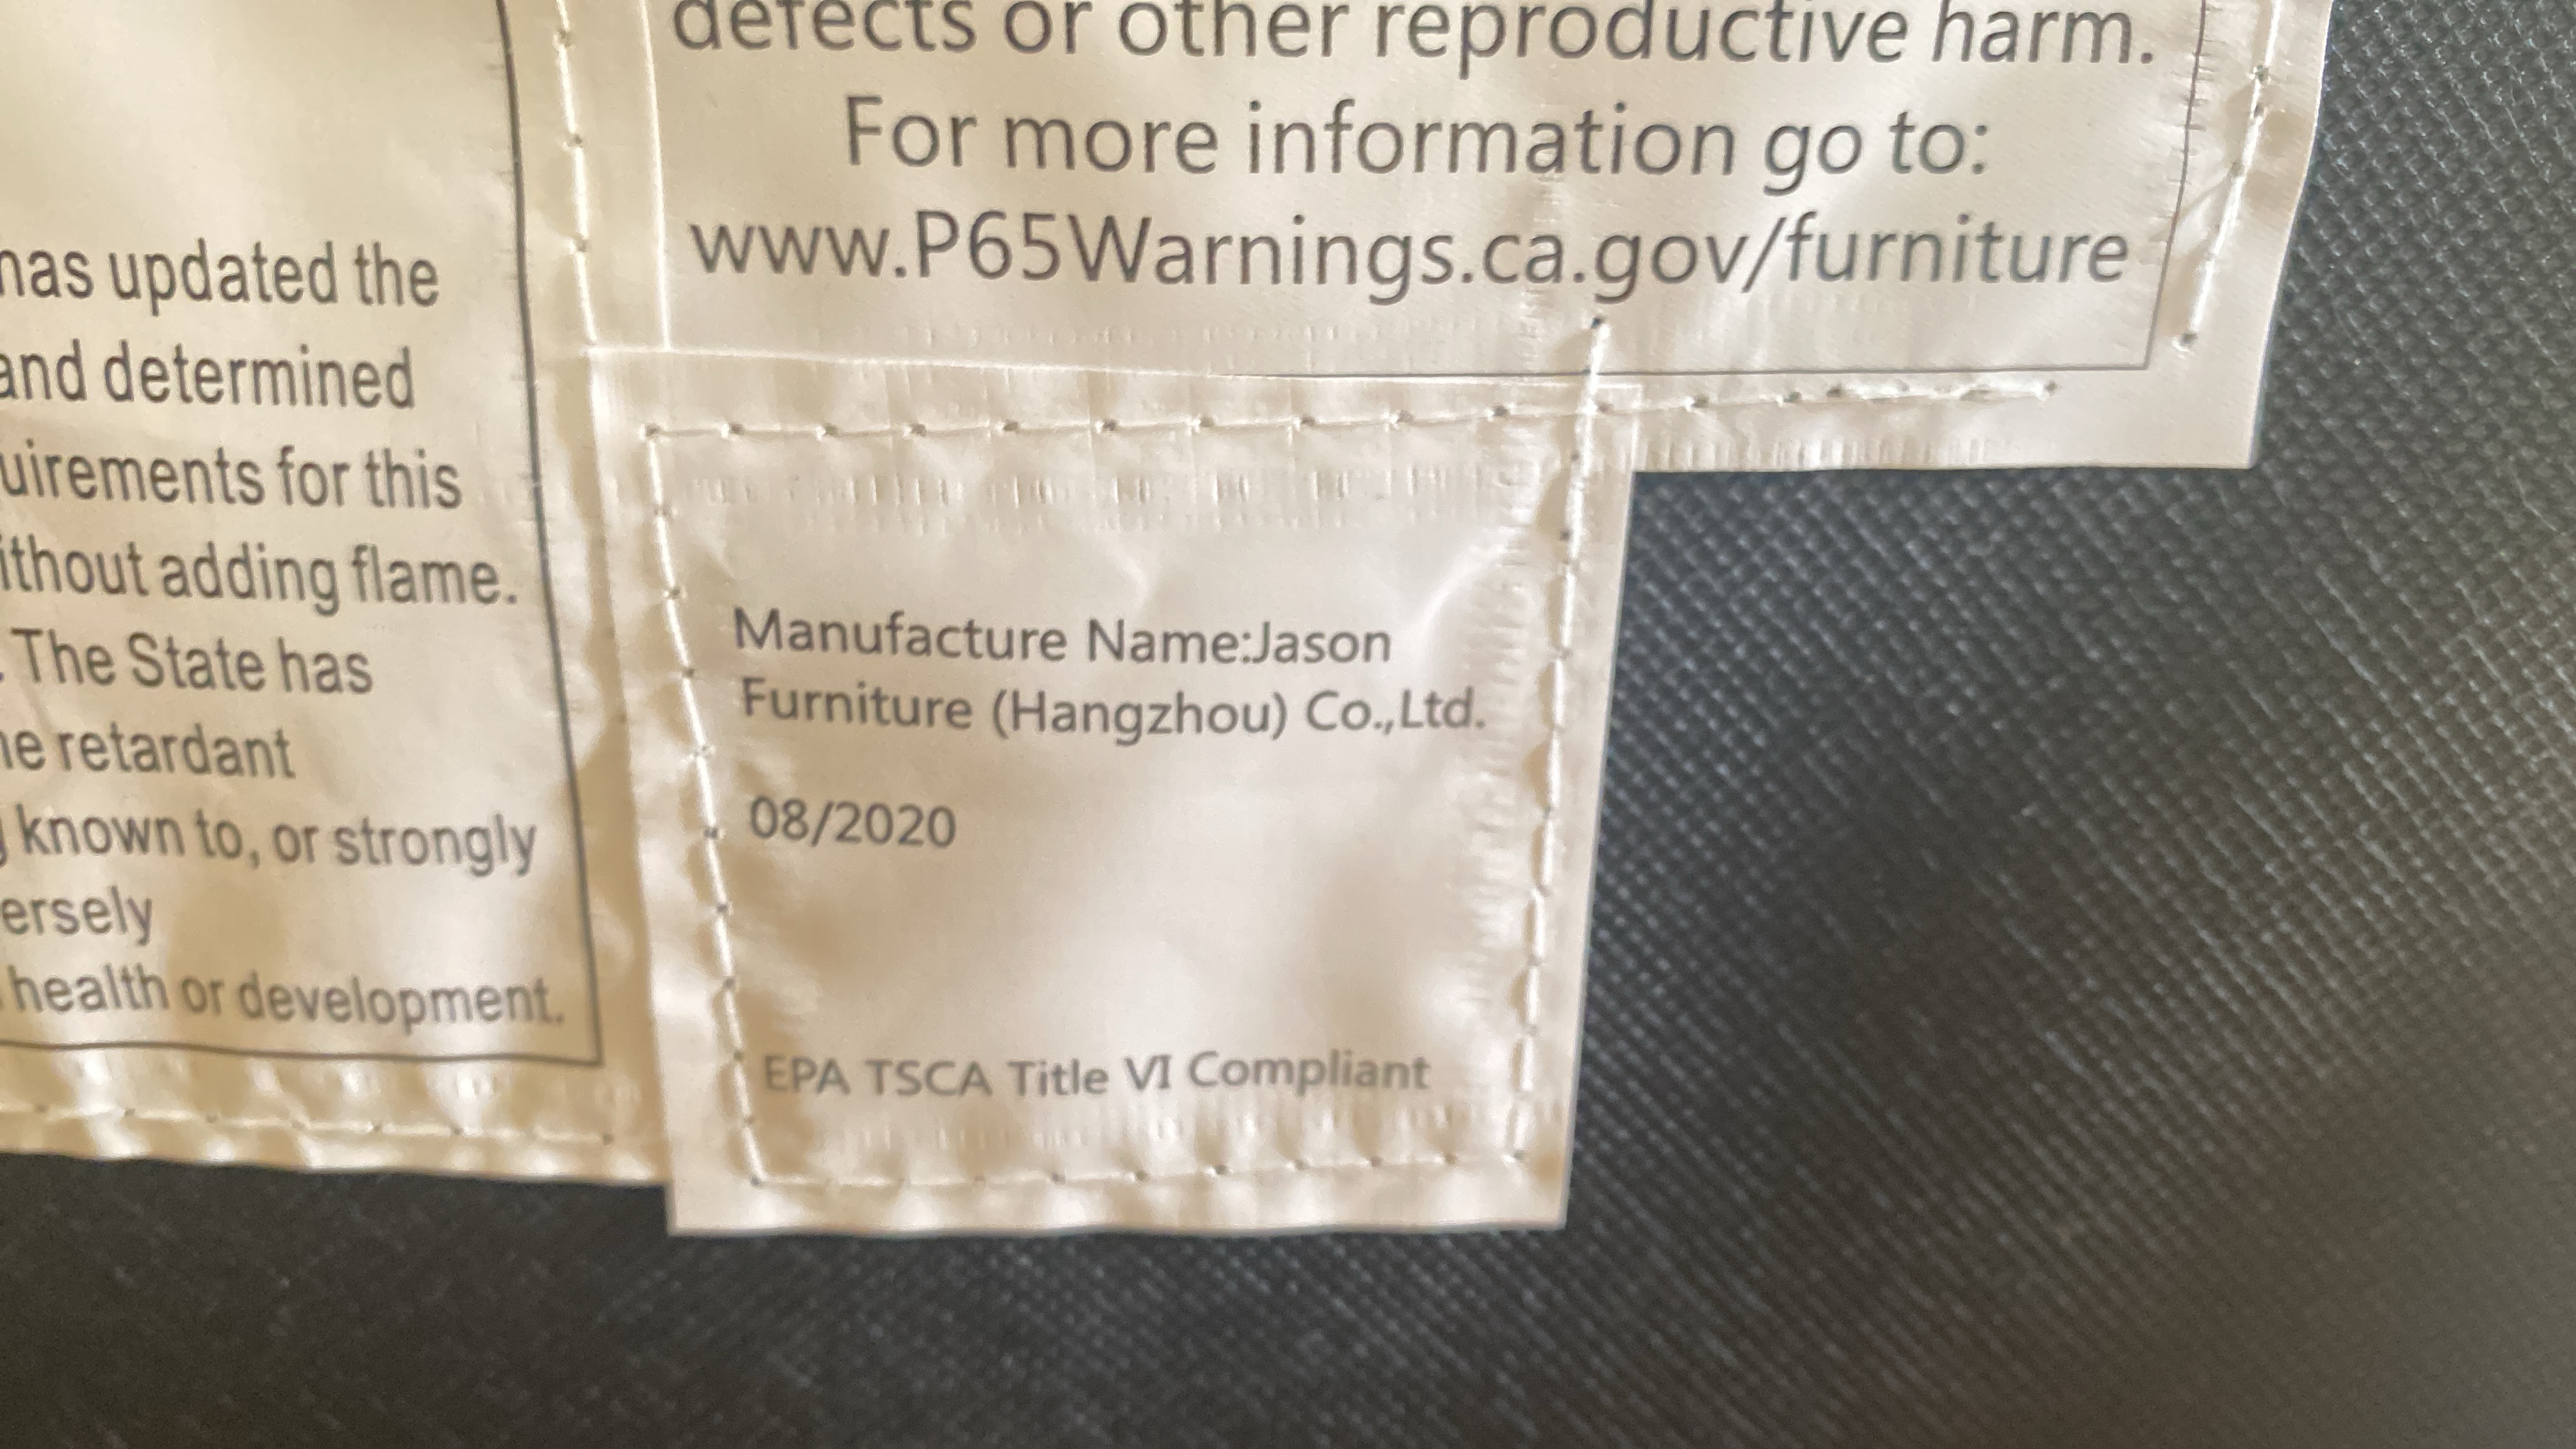 defects or other reproductive harm.
For more information go to:
www.P65Warnings.ca.gov/furniture
has updated the
and determined
uirements for this
ithout adding flame.
. The State has
retardant
known to, or strongly
ersely
health or development.
Manufacture Name:Jason
Furniture (Hangzhou) Co.,Ltd.
08/2020
EPA TSCA Title VI Compliant